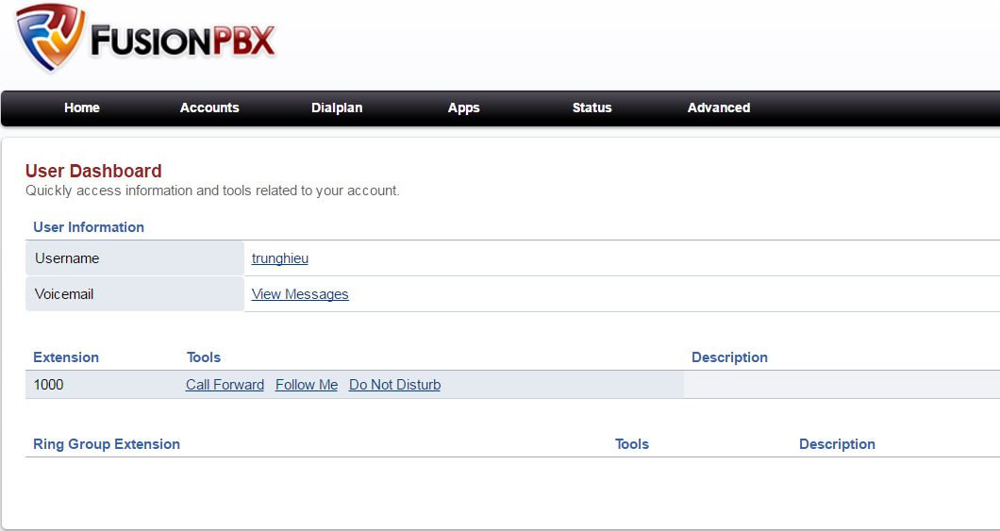 FUSIONPBX
Home Accounts Dialplan Apps Status Advanced
User Dashboard
Quickly access information and tools related to your account.
User Information
Username trunghieu
Voicemail View Messages
Extension Tools Description
1000 Call Forward Follow Me Do Not Disturb
Ring Group Extension Tools Description